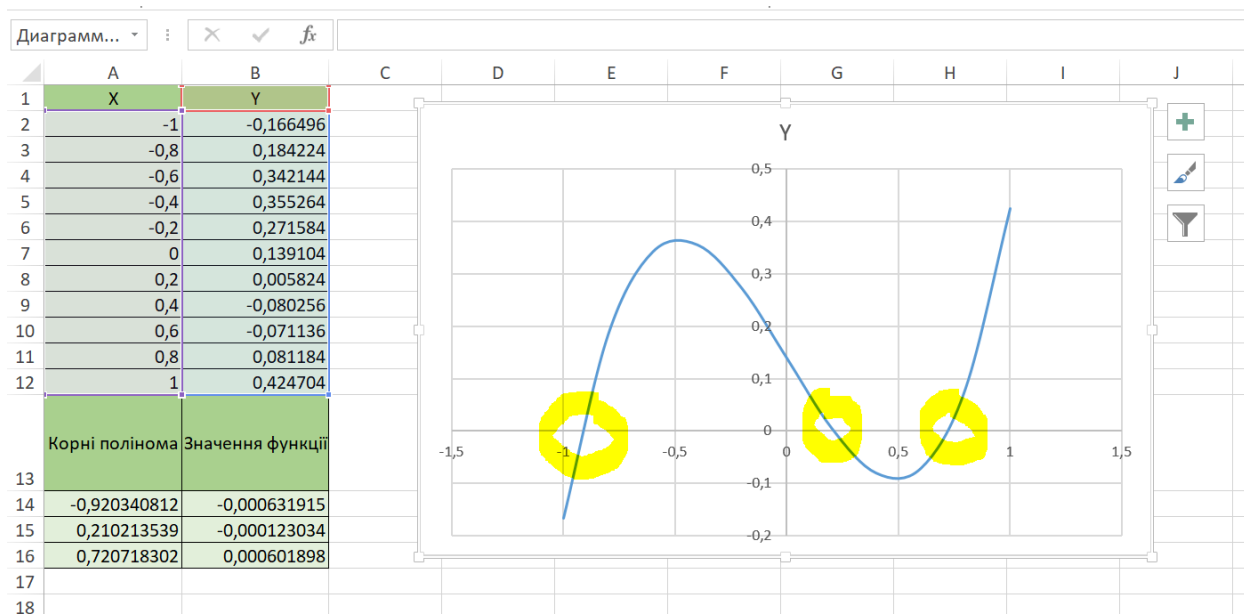 Диаграмм...
fx
A B C D E F G H I J
1 X Y
2 -1 -0,166496
3 -0,8 0,184224
4 -0,6 0,342144
5 -0,4 0,355264
6 -0,2 0,271584
7 0 0,139104
8 0,2 0,005824
9 0,4 -0,080256
10 0,6 -0,071136
11 0,8 0,081184
12 1 0,424704
13 Корні полінома Значення функції
14 -0,920340812 -0,000631915
15 0,210213539 -0,000123034
16 0,720718302 0,000601898
17
18
Y
0,5
0,4
0,3
0,2
0,1
0
-0,1
-0,2
-1,5 -1 -0,5 0 0,5 1 1,5